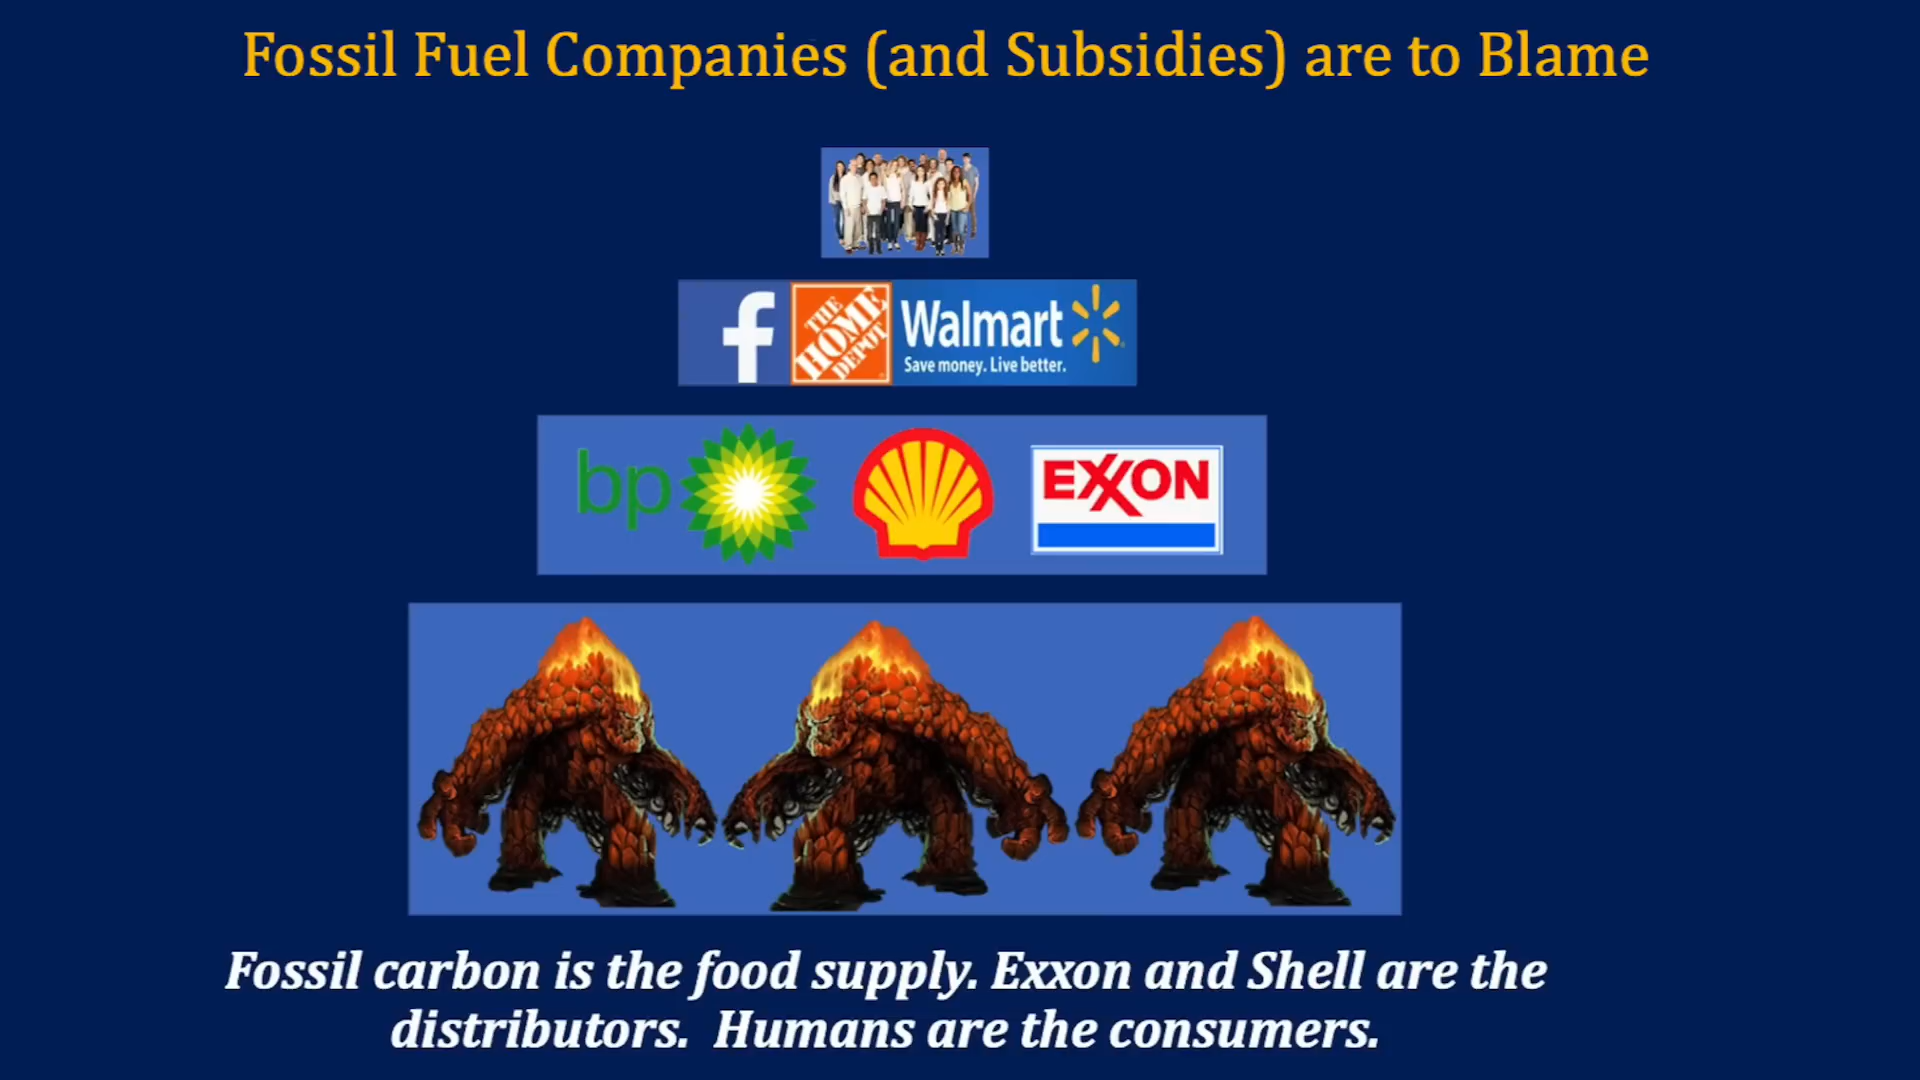 Fossil Fuel Companies (and Subsidies) are to Blame
f
THE
HOME
DEPOT
Walmart
Save money. Live better.
bp
EXXON
Fossil carbon is the food supply. Exxon and Shell are the
distributors. Humans are the consumers.